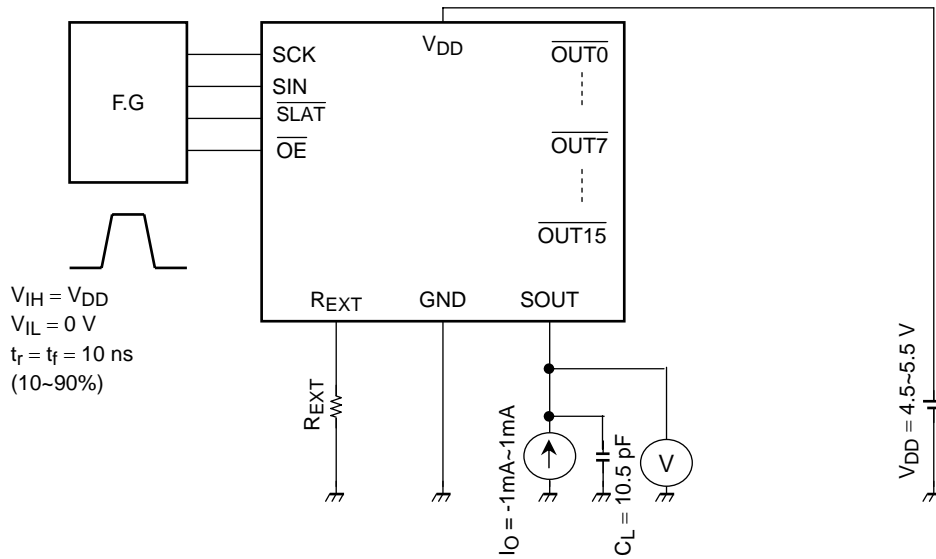 F.G
SCK
SIN
SLAT
OE
VDD
OUT0
OUT7
OUT15
REXT
GND
SOUT
VIH = VDD
VIL = 0 V
tr = tf = 10 ns
(10~90%)
REXT
IO = -1mA~1mA
CL = 10.5 pF
V
VDD = 4.5~5.5 V